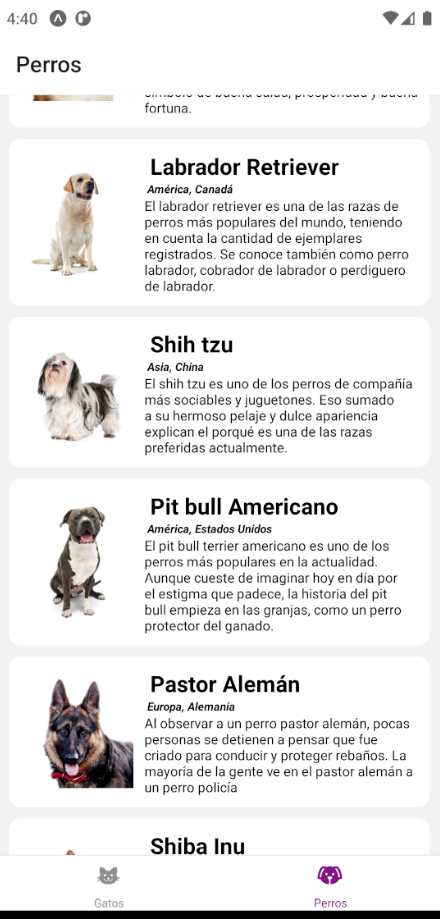 4:40
Perros
símbolo de buena salud, prosperidad y buena
fortuna.
Labrador Retriever
América, Canadá
El labrador retriever es una de las razas de
perros más populares del mundo, teniendo
en cuenta la cantidad de ejemplares
registrados. Se conoce también como perro
labrador, cobrador de labrador o perdiguero
de labrador.
Shih tzu
Asia, China
El shih tzu es uno de los perros de compañía
más sociables y juguetones. Eso sumado
a su hermoso pelaje y dulce apariencia
explican el porqué es una de las razas
preferidas actualmente.
Pit bull Americano
América, Estados Unidos
El pit bull terrier americano es uno de los
perros más populares en la actualidad.
Aunque cueste de imaginar hoy en día por
el estigma que padece, la historia del pit
bull empieza en las granjas, como un perro
protector del ganado.
Pastor Alemán
Europa, Alemania
Al observar a un perro pastor alemán, pocas
personas se detienen a pensar que fue
criado para conducir y proteger rebaños. La
mayoría de la gente ve en el pastor alemán a
un perro policía
Shiba Inu
Gatos
Perros